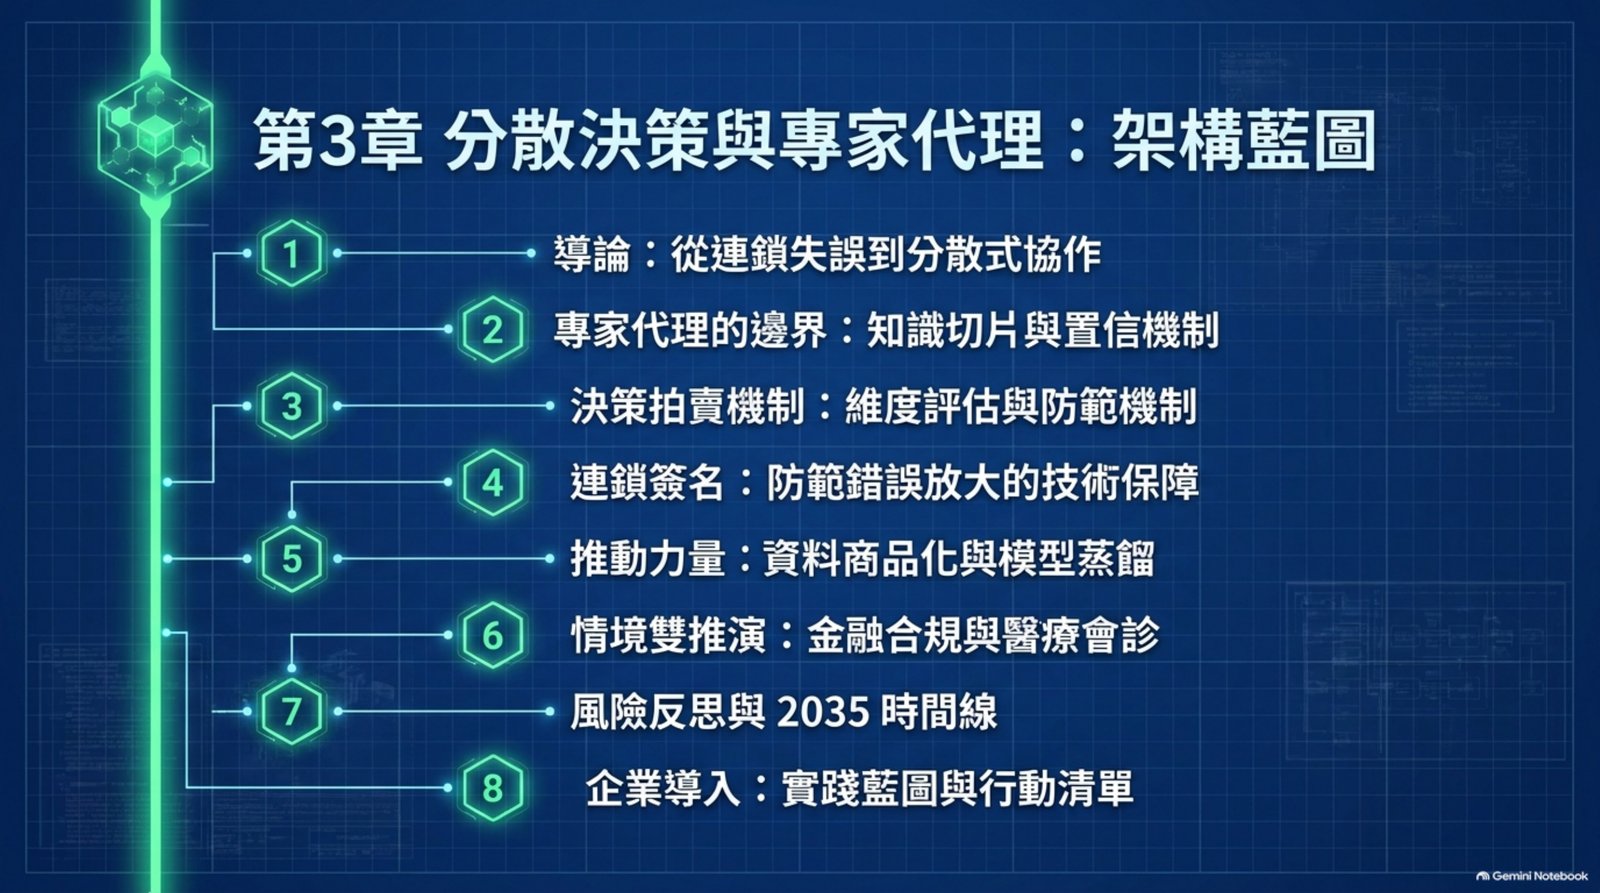 第3章 分散決策與專家代理：架構藍圖
1 導論：從連鎖失誤到分散式協作
2 專家代理的邊界：知識切片與置信機制
3 決策拍賣機制：維度評估與防範機制
4 連鎖簽名：防範錯誤放大的技術保障
5 推動力量：資料商品化與模型蒸餾
6 情境雙推演：金融合規與醫療會診
7 風險反思與 2035 時間線
8 企業導入：實踐藍圖與行動清單
Gemini Notebook